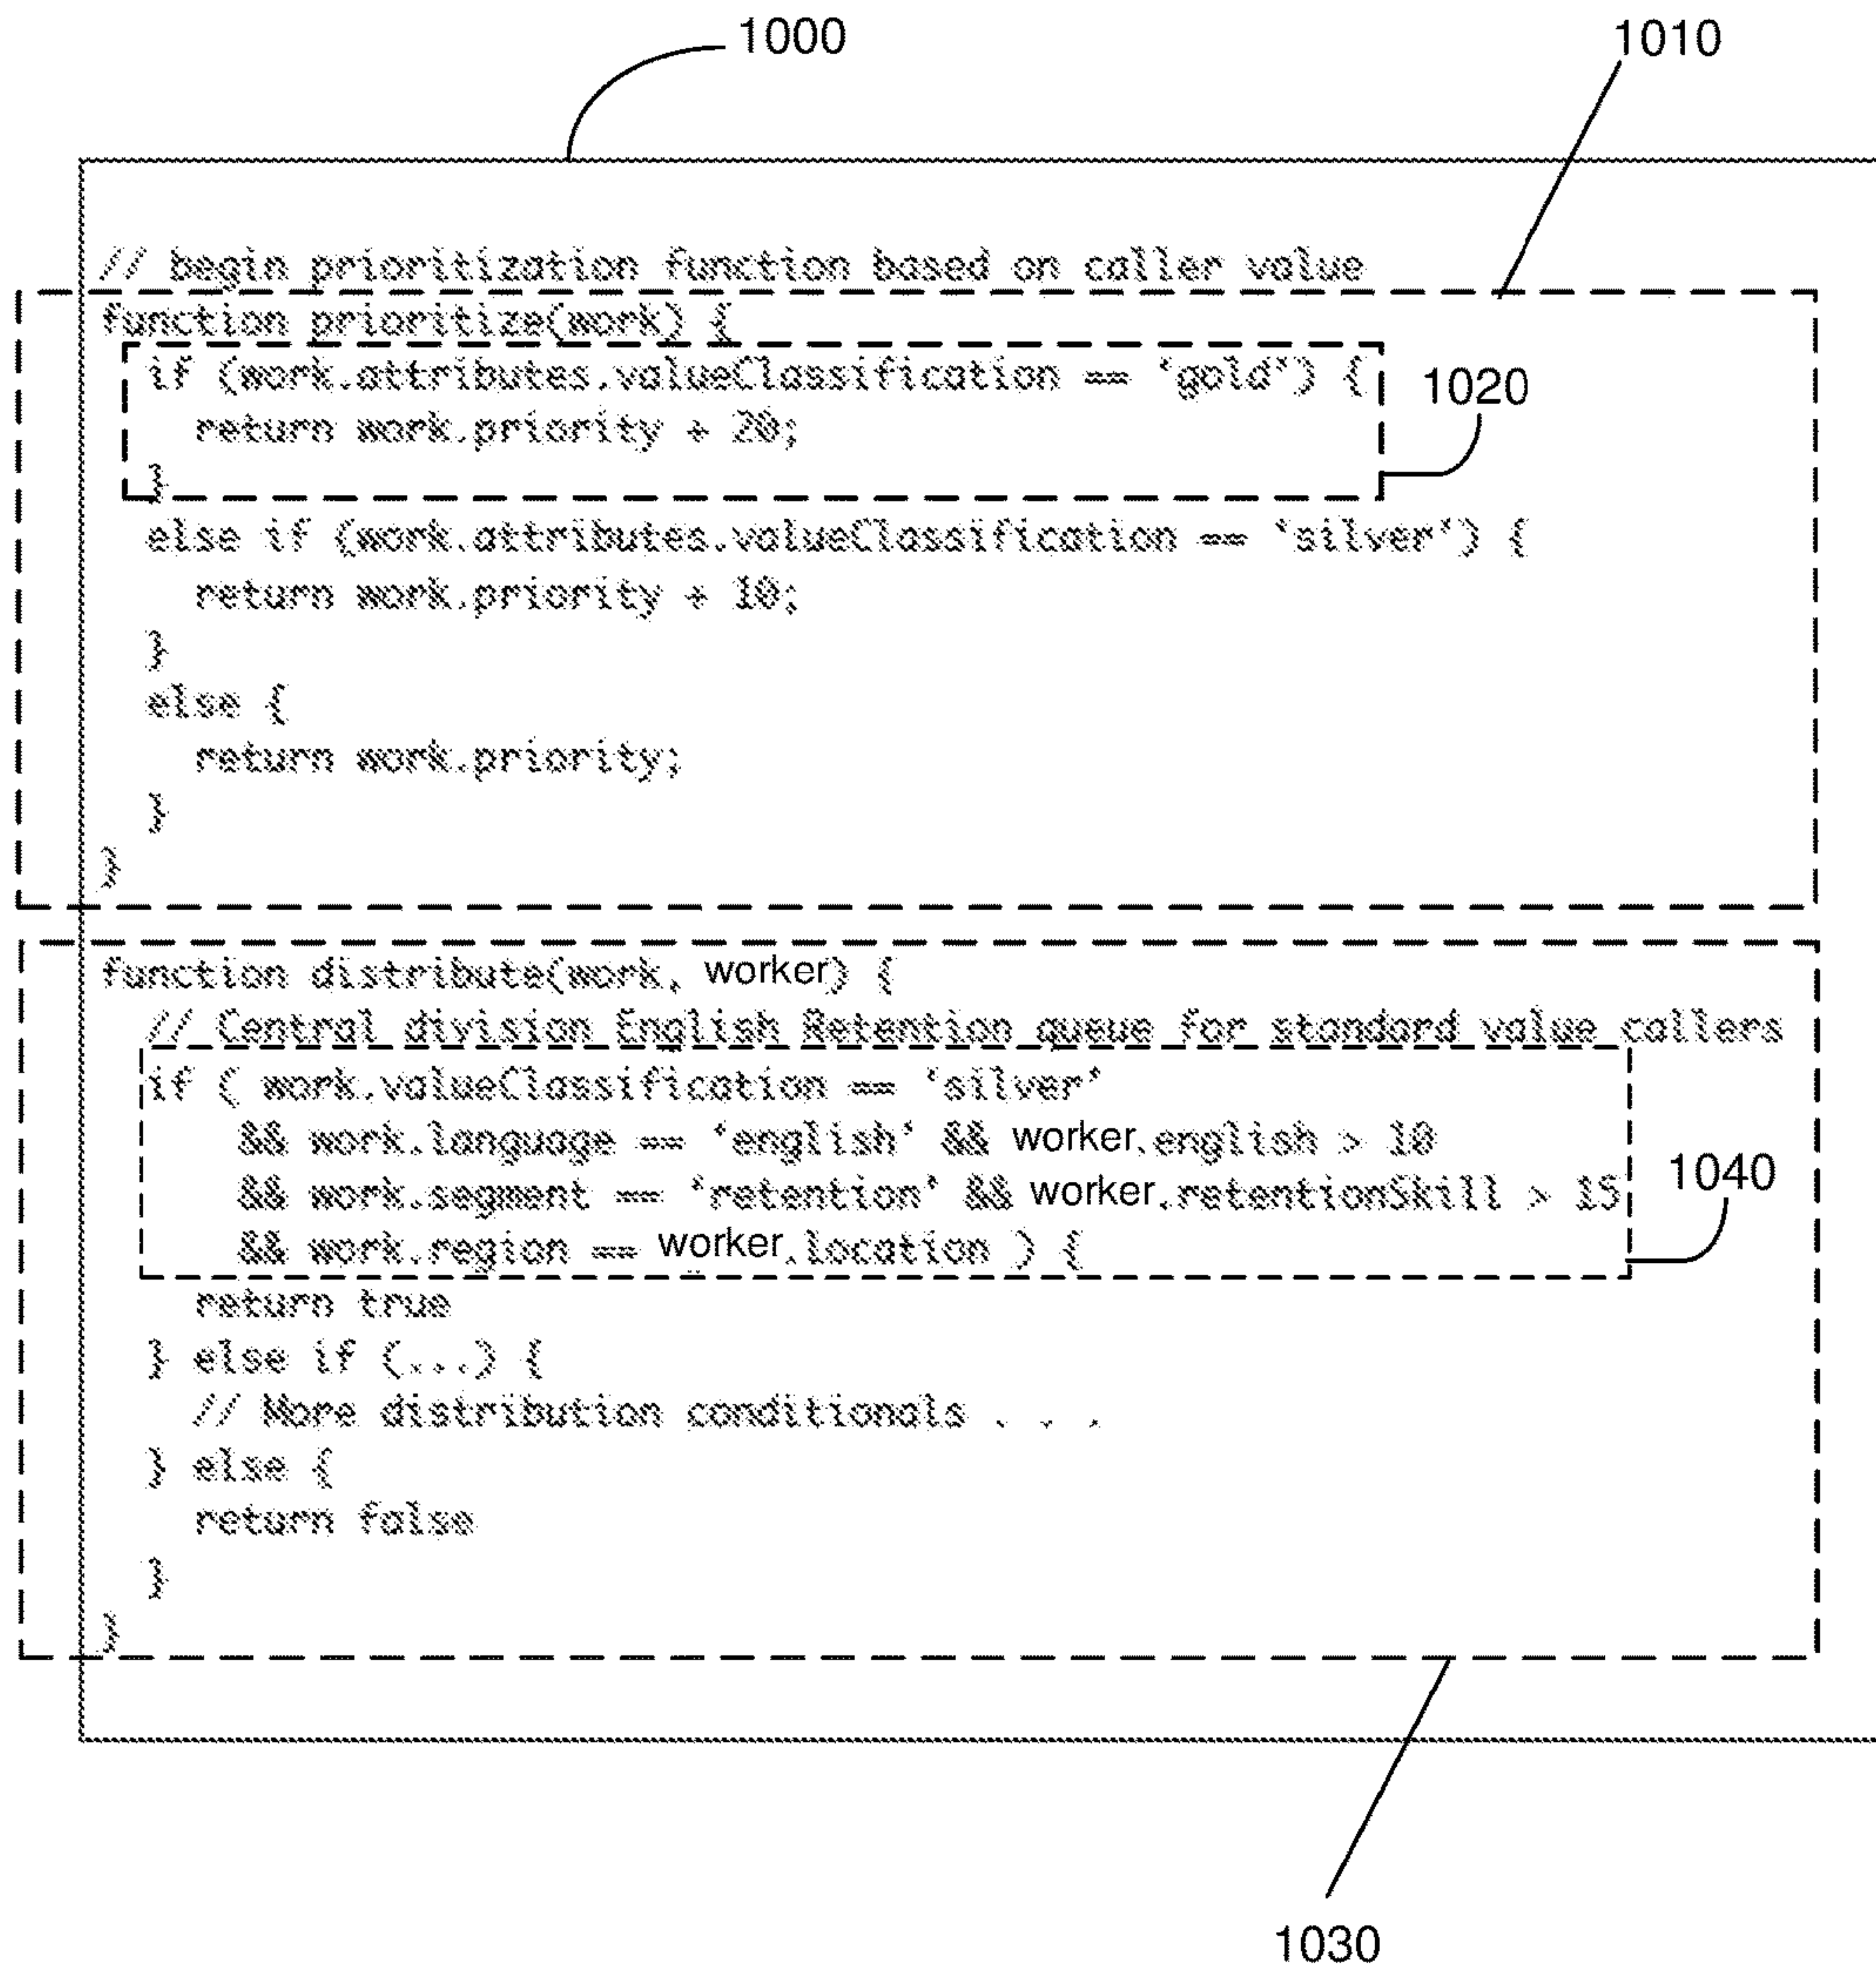 1000
1010
// begin prioritization function based on caller value
function prioritize(work) {
if (work.attributes.valueClassification == 'gold') {
1020
return work.priority + 20;
}
else if (work.attributes.valueClassification == 'silver') {
return work.priority + 10;
}
else {
return work.priority;
}
}
function distribute(work, worker) {
// Central division English Retention queue for standard value callers
if ( work.valueClassification == 'silver'
&& work.language == 'english' && worker.english > 10
&& work.segment == 'retention' && worker.retentionSkill > 15
1040
&& work.region == worker.location ) {
return true
} else if (...) {
// More distribution conditionals . . .
} else {
return false
}
}
1030